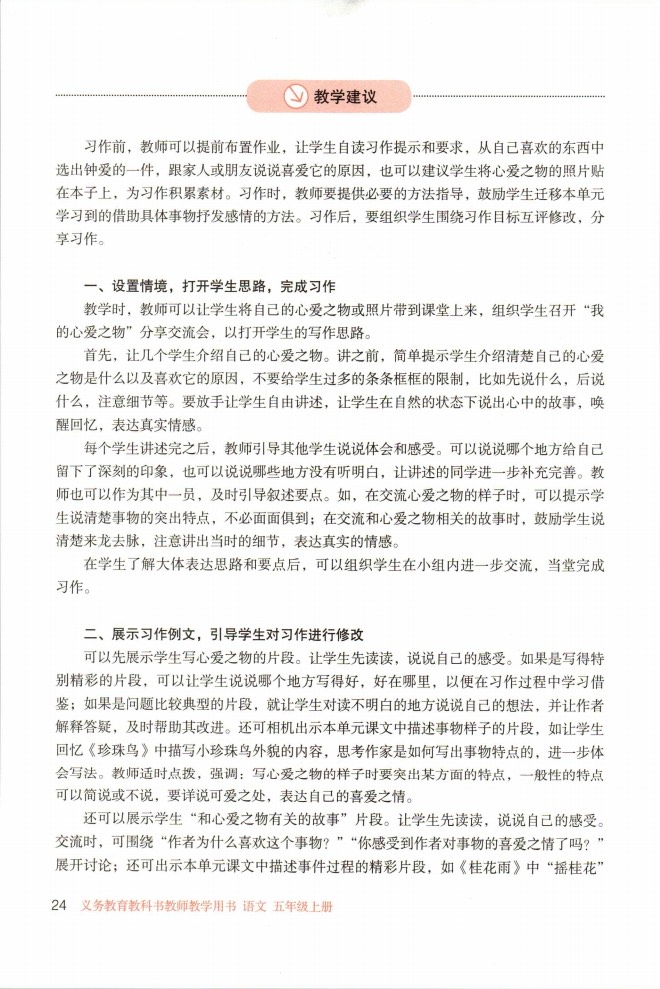 教学建议
习作前，教师可以提前布置作业，让学生自读习作提示和要求，从自己喜欢的东西中
选出钟爱的一件，跟家人或朋友说说喜爱它的原因，也可以建议学生将心爱之物的照片贴
在本子上，为习作积累素材。习作时，教师要提供必要的方法指导，鼓励学生迁移本单元
学习到的借助具体事物抒发感情的方法。习作后，要组织学生围绕习作目标互评修改，分
享习作。
一、设置情境，打开学生思路，完成习作
教学时，教师可以让学生将自己的心爱之物或照片带到课堂上来，组织学生召开“我
的心爱之物”分享交流会，以打开学生的写作思路。
首先，让几个学生介绍自己的心爱之物。讲之前，简单提示学生介绍清楚自己的心爱
之物是什么以及喜欢它的原因，不要给学生过多的条条框框的限制，比如先说什么，后说
什么，注意细节等。要放手让学生自由讲述，让学生在自然的状态下说出心中的故事，唤
醒回忆，表达真实情感。
每个学生讲述完之后，教师引导其他学生说说体会和感受。可以说说哪个地方给自己
留下了深刻的印象，也可以说说哪些地方没有听明白，让讲述的同学进一步补充完善。教
师也可以作为其中一员，及时引导叙述要点。如，在交流心爱之物的样子时，可以提示学
生说清楚事物的突出特点，不必面面俱到；在交流和心爱之物相关的故事时，鼓励学生说
清楚来龙去脉，注意讲出当时的细节，表达真实的情感。
在学生了解大体表达思路和要点后，可以组织学生在小组内进一步交流，当堂完成
习作。
二、展示习作例文，引导学生对习作进行修改
可以先展示学生写心爱之物的片段。让学生先读读，说说自己的感受。如果是写得特
别精彩的片段，可以让学生说说哪个地方写得好，好在哪里，以便在习作过程中学习借
鉴；如果是问题比较典型的片段，就让学生对读不明白的地方说说自己的想法，并让作者
解释答疑，及时帮助其改进。还可相机出示本单元课文中描述事物样子的片段，如让学生
回忆《珍珠鸟》中描写小珍珠鸟外貌的内容，思考作家是如何写出事物特点的，进一步体
会写法。教师适时点拨，强调：写心爱之物的样子时要突出某方面的特点，一般性的特点
可以简说或不说，要详说可爱之处，表达自己的喜爱之情。
还可以展示学生“和心爱之物有关的故事”片段。让学生先读读，说说自己的感受。
交流时，可围绕“作者为什么喜欢这个事物？”“你感受到作者对事物的喜爱之情了吗？”
展开讨论；还可出示本单元课文中描述事件过程的精彩片段，如《桂花雨》中“摇桂花”
24 义务教育教科书教师教学用书 语文 五年级上册